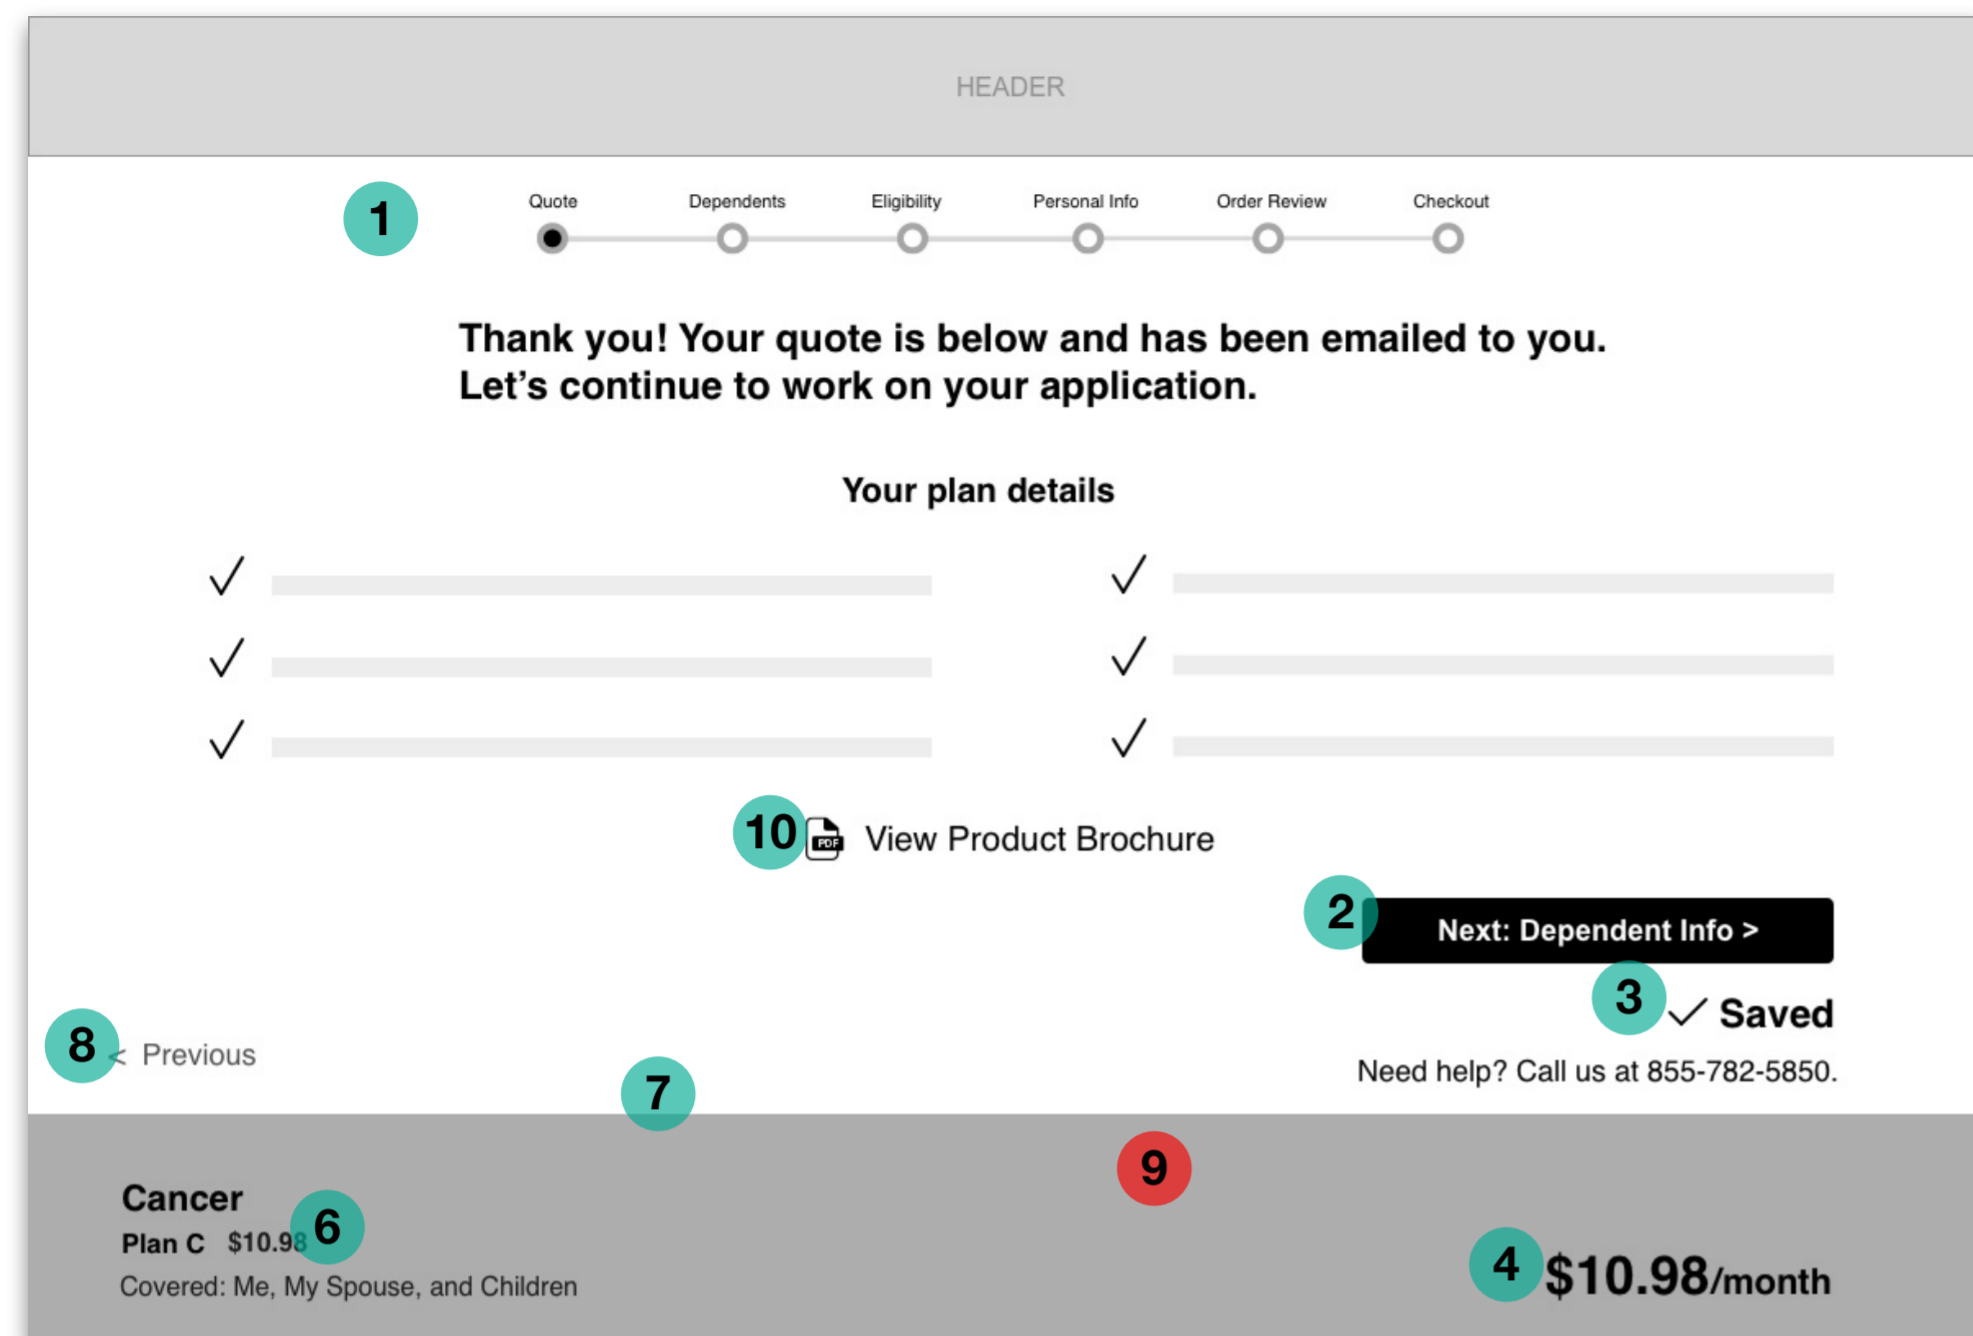 HEADER
1
Quote Dependents Eligibility Personal Info Order Review Checkout
Thank you! Your quote is below and has been emailed to you.
Let's continue to work on your application.
Your plan details
10 PDF View Product Brochure
2 Next: Dependent Info >
3 Saved
8 < Previous
Need help? Call us at 855-782-5850.
7
9
Cancer
Plan C $10.98 6
Covered: Me, My Spouse, and Children
4 $10.98/month